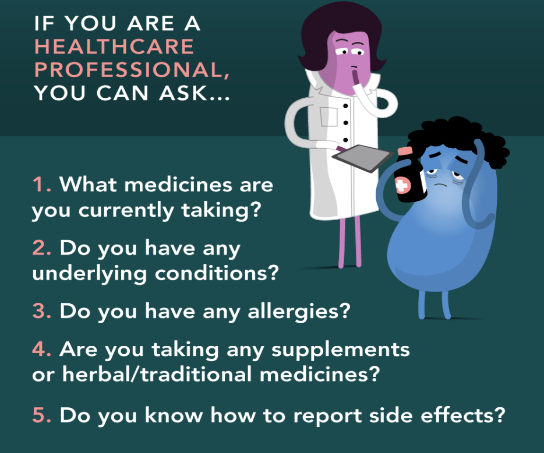 IF YOU ARE A
HEALTHCARE
PROFESSIONAL,
YOU CAN ASK...
1. What medicines are
you currently taking?
2. Do you have any
underlying conditions?
3. Do you have any allergies?
4. Are you taking any supplements
or herbal/traditional medicines?
5. Do you know how to report side effects?